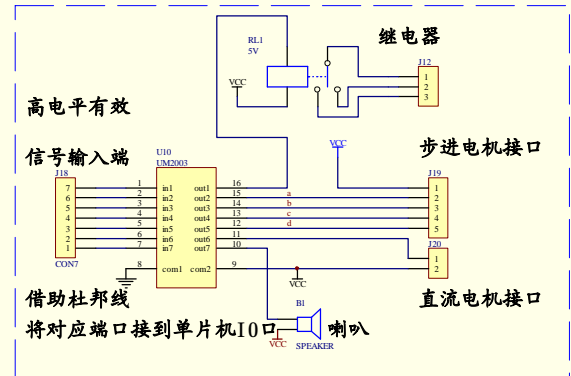 继电器
RL1
5V
J12
VCC
1
2
3
高电平有效
信号输入端
步进电机接口
U10
UM2003
VCC
J18
J19
7 1 in1 out1 16 1
6 2 in2 out2 15 a 2
5 3 in3 out3 14 b 3
4 4 in4 out4 13 c 4
3 5 in5 out5 12 d 5
2 6 in6 out6 11
1 7 in7 out7 10
J20
1
2
CON7
8 com1 com2 9
VCC
直流电机接口
借助杜邦线
将对应端口接到单片机IO口
B1
喇叭
VCC
SPEAKER